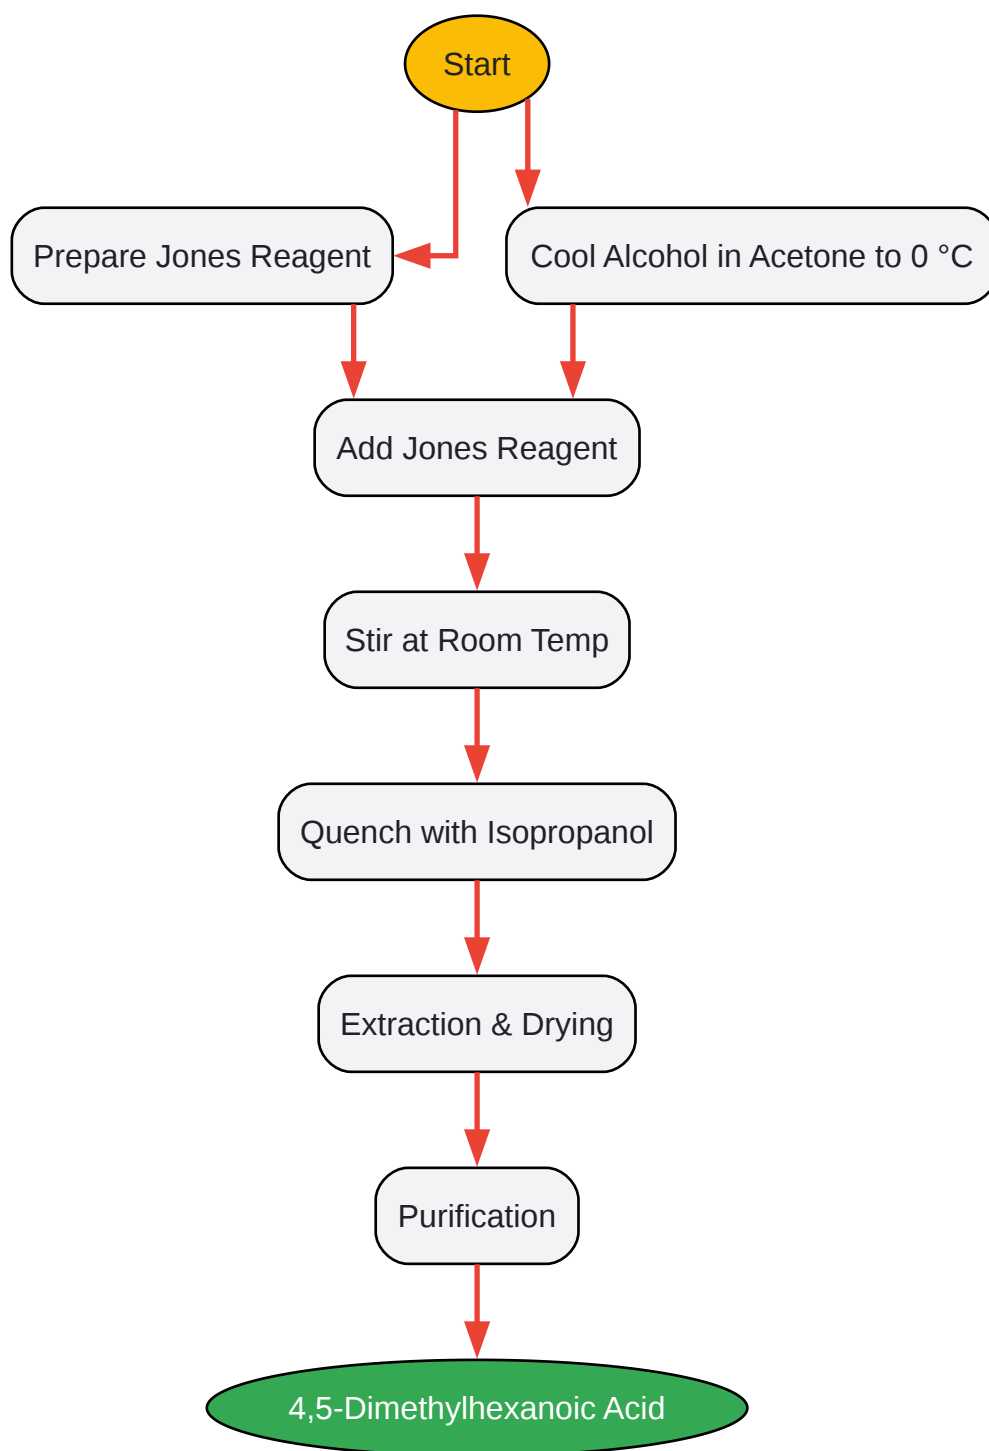 Start
Prepare Jones Reagent
Cool Alcohol in Acetone to 0 °C
Add Jones Reagent
Stir at Room Temp
Quench with Isopropanol
Extraction & Drying
Purification
4,5-Dimethylhexanoic Acid